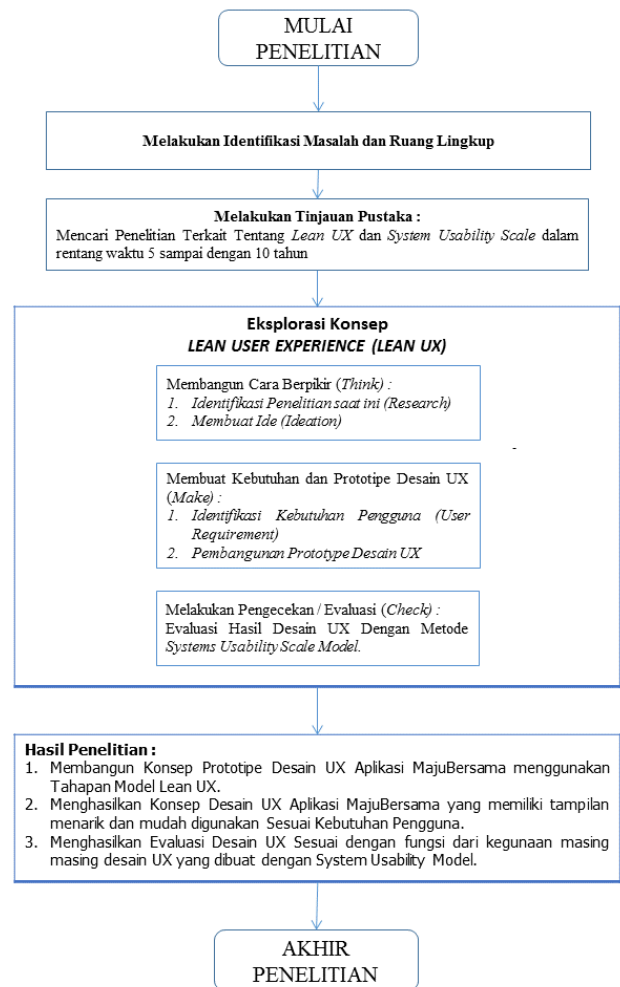 MULAI
PENELITIAN
Melakukan Identifikasi Masalah dan Ruang Lingkup
Melakukan Tinjauan Pustaka :
Mencari Penelitian Terkait Tentang Lean UX dan System Usability Scale dalam
rentang waktu 5 sampai dengan 10 tahun
Eksplorasi Konsep
LEAN USER EXPERIENCE (LEAN UX)
Membangun Cara Berpikir (Think) :
1. Identifikasi Penelitian saat ini (Research)
2. Membuat Ide (Ideation)
Membuat Kebutuhan dan Prototipe Desain UX
(Make) :
1. Identifikasi Kebutuhan Pengguna (User
Requirement)
2. Pembangunan Prototype Desain UX
Melakukan Pengecekan / Evaluasi (Check) :
Evaluasi Hasil Desain UX Dengan Metode
Systems Usability Scale Model.
Hasil Penelitian :
1. Membangun Konsep Prototipe Desain UX Aplikasi MajuBersama menggunakan
Tahapan Model Lean UX.
2. Menghasilkan Konsep Desain UX Aplikasi MajuBersama yang memiliki tampilan
menarik dan mudah digunakan Sesuai Kebutuhan Pengguna.
3. Menghasilkan Evaluasi Desain UX Sesuai dengan fungsi dari kegunaan masing
masing desain UX yang dibuat dengan System Usability Model.
AKHIR
PENELITIAN